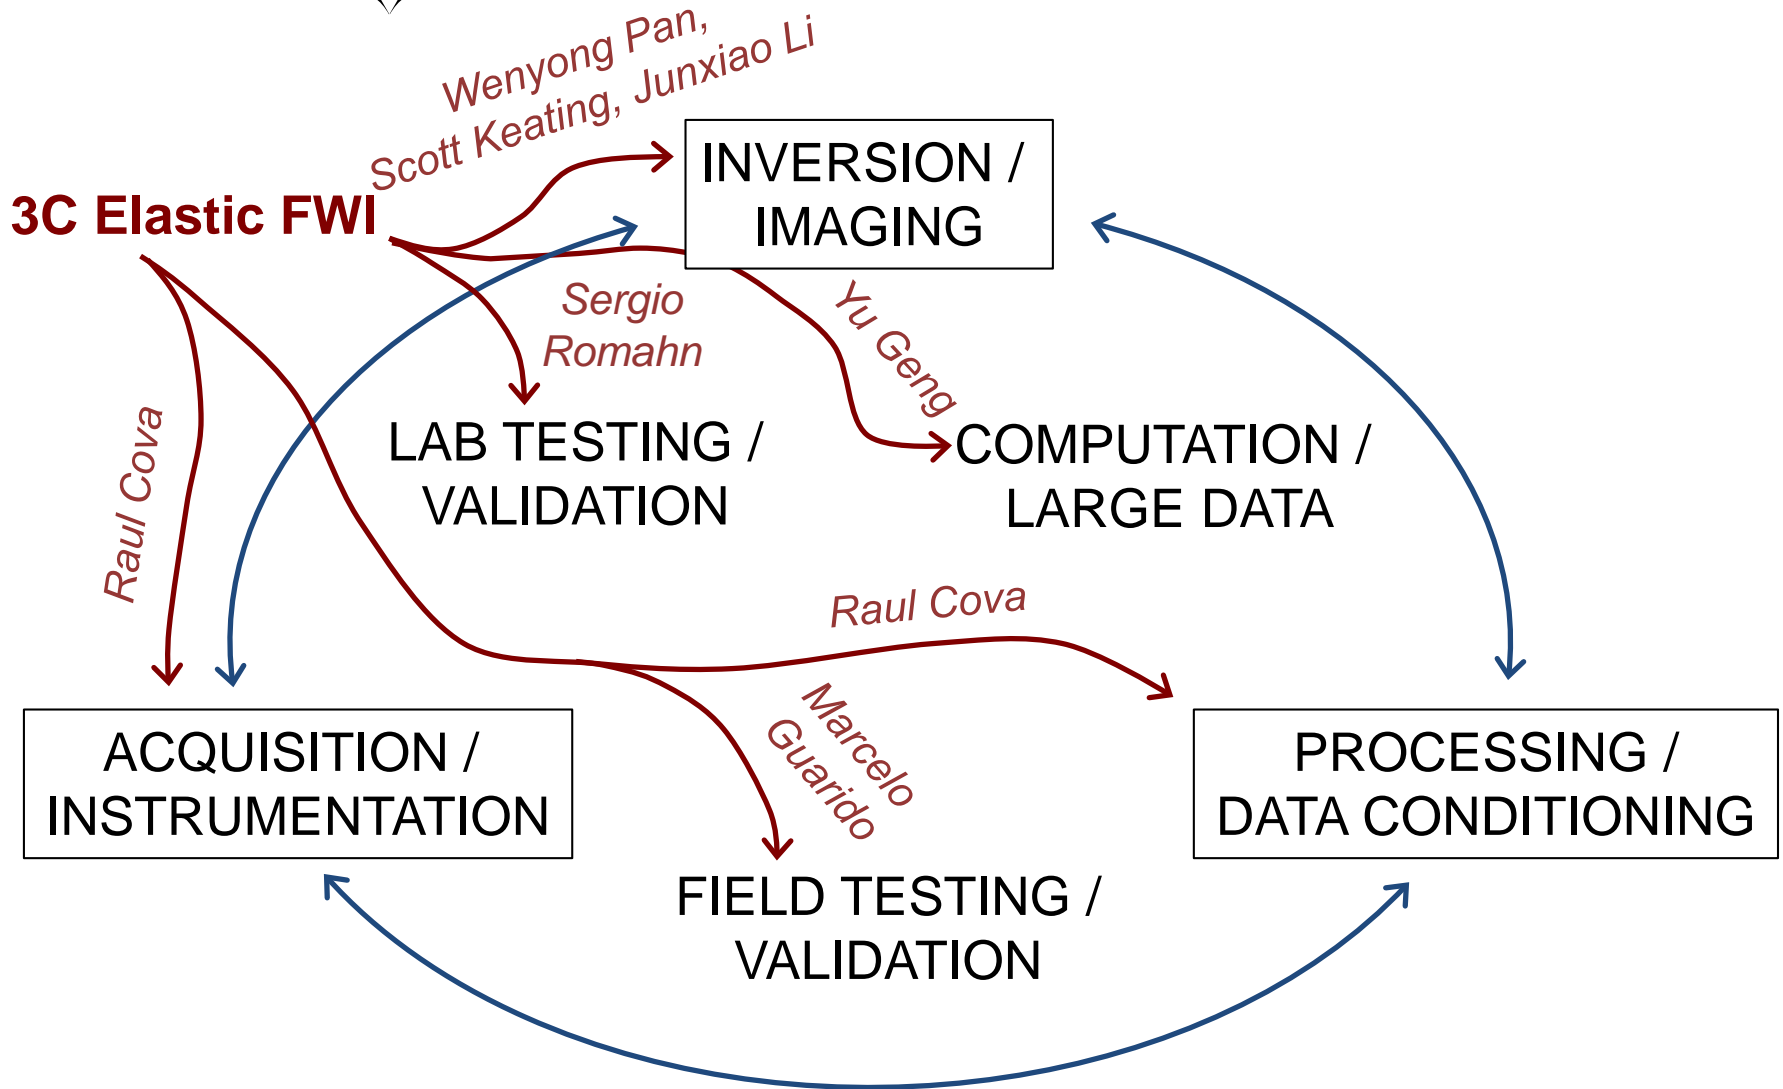 Wenyong Pan,
Scott Keating, Junxiao Li
INVERSION /
IMAGING
3C Elastic FWI
Sergio
Romahn
Yu Geng
Raul Cova
LAB TESTING /
VALIDATION
COMPUTATION /
LARGE DATA
Raul Cova
Marcelo
Guarido
ACQUISITION /
INSTRUMENTATION
PROCESSING /
DATA CONDITIONING
FIELD TESTING /
VALIDATION